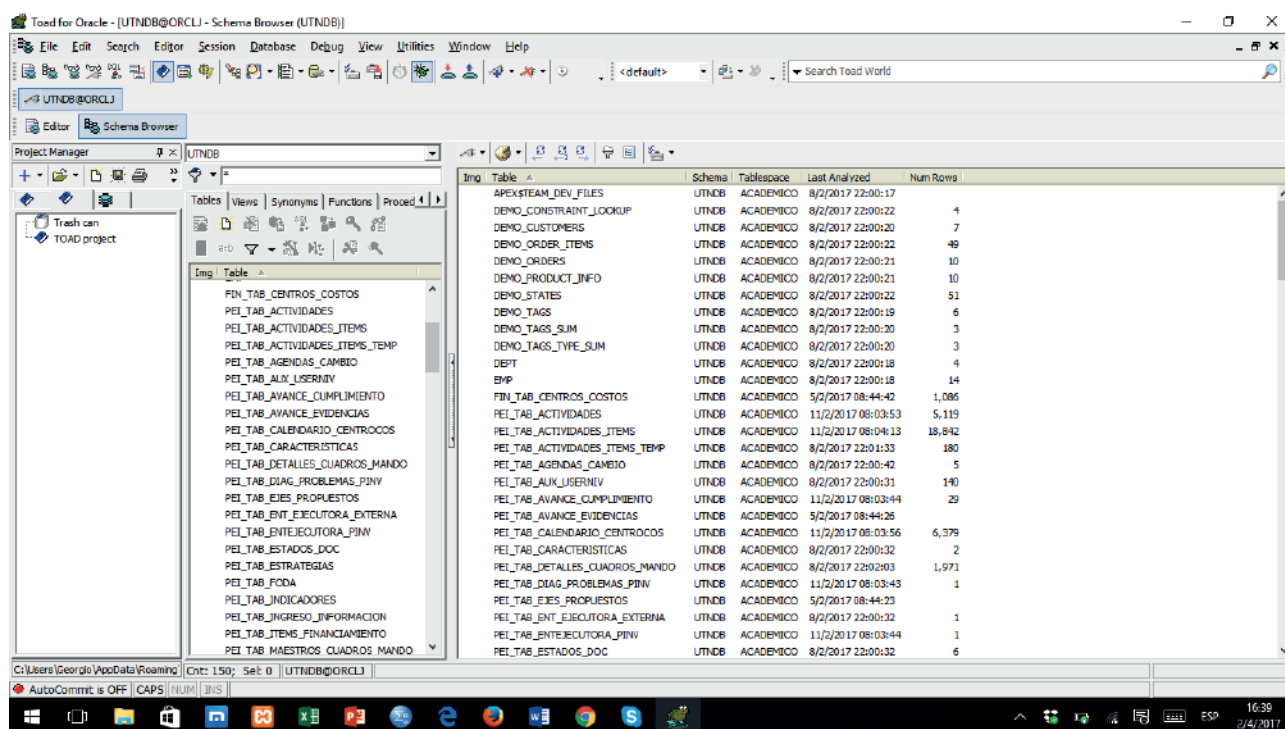 Toad for Oracle - [UTNDB@ORCLJ - Schema Browser (UTNDB)]
File Edit Search Editor Session Database Debug View Utilities Window Help
<default> Search Toad World
UTNDB@ORCLJ
Editor Schema Browser
Project Manager
Trash can
TOAD project
UTNDB
*
Tables Views Synonyms Functions Proced
Img Table
FIN_TAB_CENTROS_COSTOS
PEI_TAB_ACTIVIDADES
PEI_TAB_ACTIVIDADES_ITEMS
PEI_TAB_ACTIVIDADES_ITEMS_TEMP
PEI_TAB_AGENDAS_CAMBIO
PEI_TAB_AUX_USERNIV
PEI_TAB_AVANCE_CUMPLIMIENTO
PEI_TAB_AVANCE_EVIDENCIAS
PEI_TAB_CALENDARIO_CENTROCOS
PEI_TAB_CARACTERISTICAS
PEI_TAB_DETALLES_CUADROS_MANDO
PEI_TAB_DIAG_PROBLEMAS_PINV
PEI_TAB_EJES_PROPUESTOS
PEI_TAB_ENT_EJECUTORA_EXTERNA
PEI_TAB_ENTEJECUTORA_PINV
PEI_TAB_ESTADOS_DOC
PEI_TAB_ESTRATEGIAS
PEI_TAB_FODA
PEI_TAB_INDICADORES
PEI_TAB_INGRESO_INFORMACION
PEI_TAB_ITEMS_FINANCIAMIENTO
PEI_TAB_MAESTROS_CUADROS_MANDO
Img Table Schema Tablespace Last Analyzed Num Rows
APEX$TEAM_DEV_FILES UTNDB ACADEMICO 8/2/2017 22:00:17
DEMO_CONSTRAINT_LOOKUP UTNDB ACADEMICO 8/2/2017 22:00:22 4
DEMO_CUSTOMERS UTNDB ACADEMICO 8/2/2017 22:00:20 7
DEMO_ORDER_ITEMS UTNDB ACADEMICO 8/2/2017 22:00:22 49
DEMO_ORDERS UTNDB ACADEMICO 8/2/2017 22:00:21 10
DEMO_PRODUCT_INFO UTNDB ACADEMICO 8/2/2017 22:00:21 10
DEMO_STATES UTNDB ACADEMICO 8/2/2017 22:00:22 51
DEMO_TAGS UTNDB ACADEMICO 8/2/2017 22:00:19 6
DEMO_TAGS_SUM UTNDB ACADEMICO 8/2/2017 22:00:20 3
DEMO_TAGS_TYPE_SUM UTNDB ACADEMICO 8/2/2017 22:00:20 3
DEPT UTNDB ACADEMICO 8/2/2017 22:00:18 4
EMP UTNDB ACADEMICO 8/2/2017 22:00:18 14
FIN_TAB_CENTROS_COSTOS UTNDB ACADEMICO 5/2/2017 08:44:42 1,086
PEI_TAB_ACTIVIDADES UTNDB ACADEMICO 11/2/2017 08:03:53 5,119
PEI_TAB_ACTIVIDADES_ITEMS UTNDB ACADEMICO 11/2/2017 08:04:13 18,842
PEI_TAB_ACTIVIDADES_ITEMS_TEMP UTNDB ACADEMICO 8/2/2017 22:01:33 180
PEI_TAB_AGENDAS_CAMBIO UTNDB ACADEMICO 8/2/2017 22:00:42 5
PEI_TAB_AUX_USERNIV UTNDB ACADEMICO 8/2/2017 22:00:31 140
PEI_TAB_AVANCE_CUMPLIMIENTO UTNDB ACADEMICO 11/2/2017 08:03:44 29
PEI_TAB_AVANCE_EVIDENCIAS UTNDB ACADEMICO 5/2/2017 08:44:26
PEI_TAB_CALENDARIO_CENTROCOS UTNDB ACADEMICO 11/2/2017 08:03:56 6,379
PEI_TAB_CARACTERISTICAS UTNDB ACADEMICO 8/2/2017 22:00:32 2
PEI_TAB_DETALLES_CUADROS_MANDO UTNDB ACADEMICO 8/2/2017 22:02:03 1,971
PEI_TAB_DIAG_PROBLEMAS_PINV UTNDB ACADEMICO 11/2/2017 08:03:43 1
PEI_TAB_EJES_PROPUESTOS UTNDB ACADEMICO 5/2/2017 08:44:23
PEI_TAB_ENT_EJECUTORA_EXTERNA UTNDB ACADEMICO 8/2/2017 22:00:32 1
PEI_TAB_ENTEJECUTORA_PINV UTNDB ACADEMICO 11/2/2017 08:03:44 1
PEI_TAB_ESTADOS_DOC UTNDB ACADEMICO 8/2/2017 22:00:32 6
C:\Users\Georgio\AppData\Roaming Cnt: 150; Sel: 0 UTNDB@ORCLJ
AutoCommit is OFF CAPS NUM INS
ESP 16:39
2/4/2017